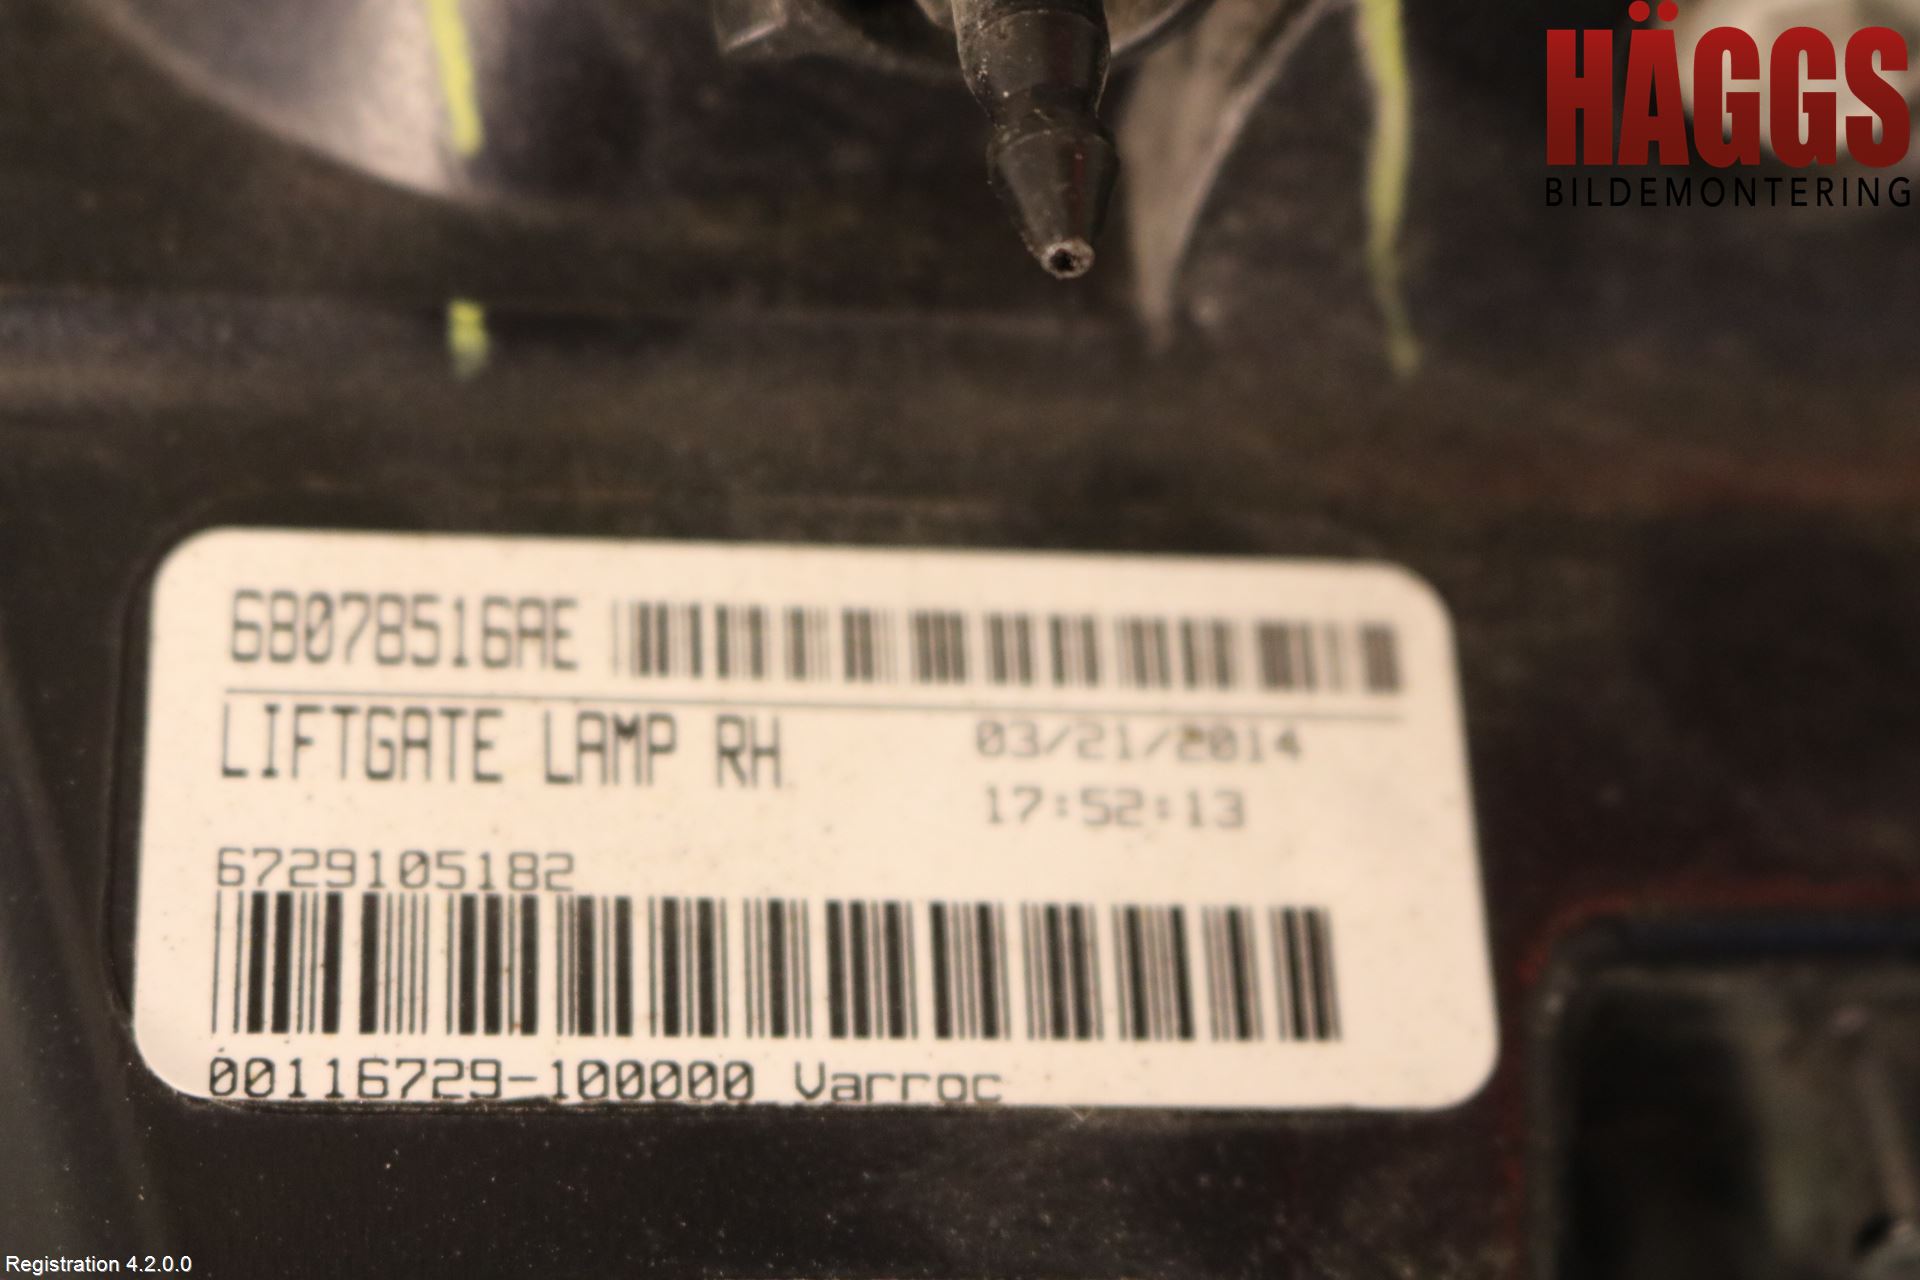 HÄGGS
BILDEMONTERING
68078516AE
LIFTGATE LAMP RH
03/21/2014
17:52:13
6729105182
00116729-100000 Varroc
Registration 4.2.0.0